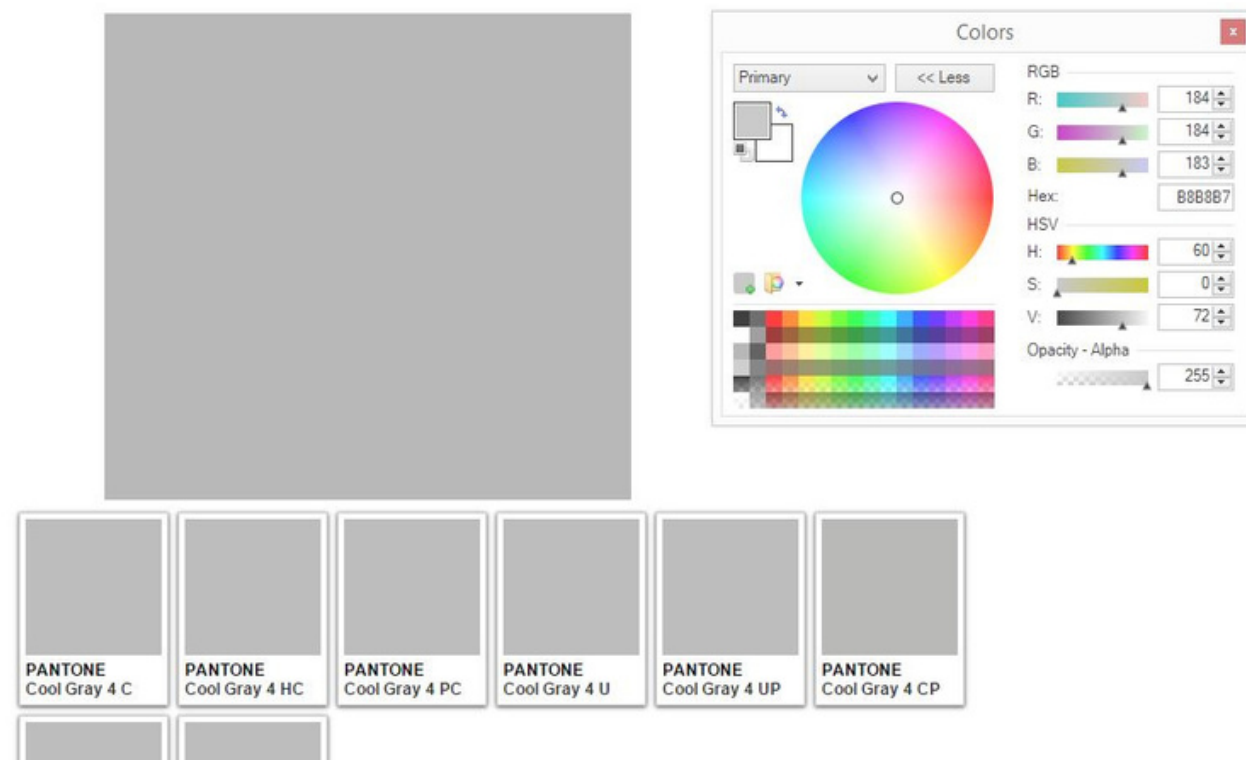 Colors
x
Primary
<< Less
RGB
R: 184
G: 184
B: 183
Hex: B8B8B7
HSV
H: 60
S: 0
V: 72
Opacity - Alpha
255
PANTONE
Cool Gray 4 C
PANTONE
Cool Gray 4 HC
PANTONE
Cool Gray 4 PC
PANTONE
Cool Gray 4 U
PANTONE
Cool Gray 4 UP
PANTONE
Cool Gray 4 CP